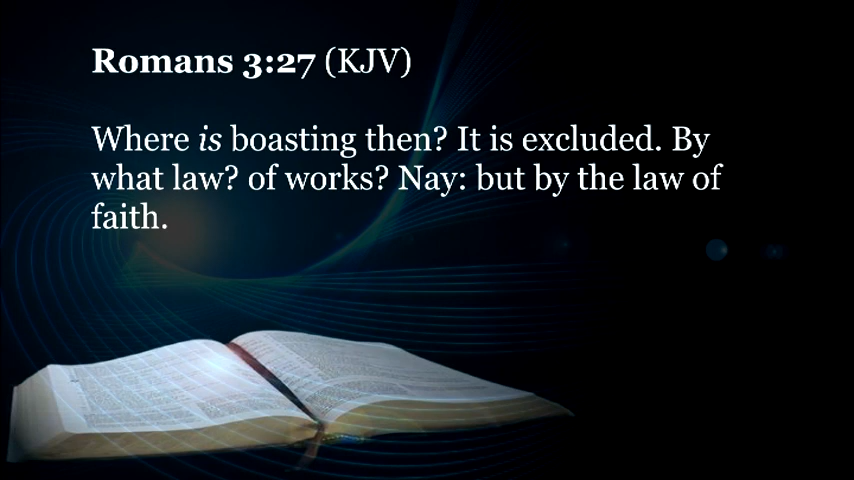 Romans 3:27 (KJV)
Where is boasting then? It is excluded. By
what law? of works? Nay: but by the law of
faith.